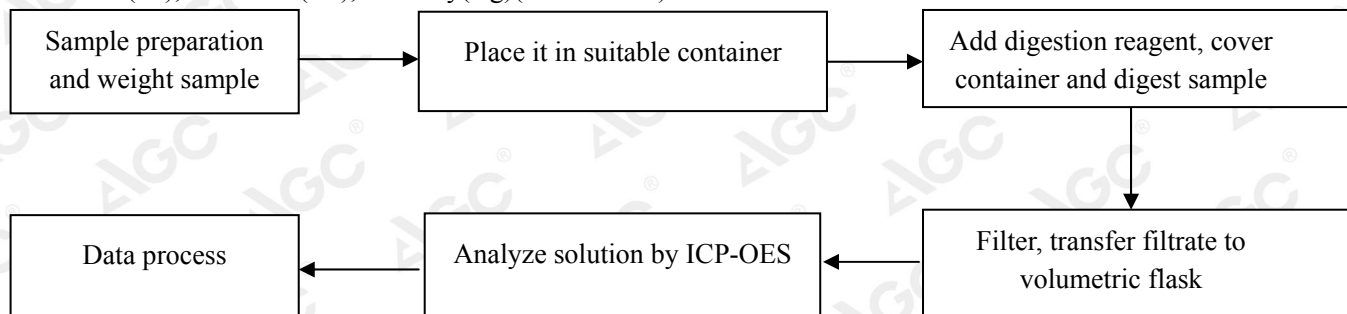 Sample preparation
and weight sample
Place it in suitable container
Add digestion reagent, cover
container and digest sample
Data process
Analyze solution by ICP-OES
Filter, transfer filtrate to
volumetric flask
AGC